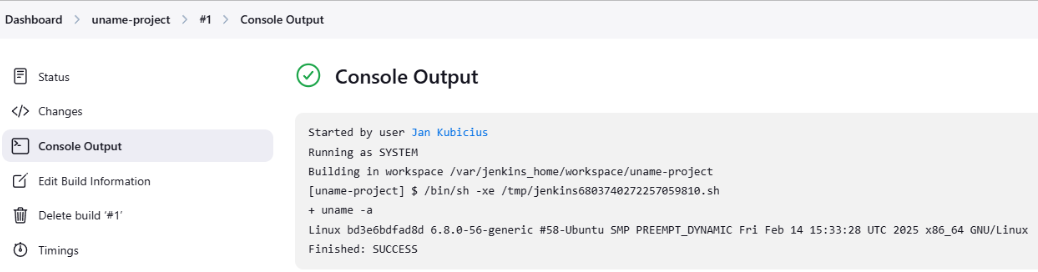 Dashboard > uname-project > #1 > Console Output
Status
Changes
Console Output
Edit Build Information
Delete build ‘#1’
Timings
Console Output
Started by user Jan Kubicius
Running as SYSTEM
Building in workspace /var/jenkins_home/workspace/uname-project
[uname-project] $ /bin/sh -xe /tmp/jenkins6803740272257059810.sh
+ uname -a
Linux bd3e6bdfad8d 6.8.0-56-generic #58-Ubuntu SMP PREEMPT_DYNAMIC Fri Feb 14 15:33:28 UTC 2025 x86_64 GNU/Linux
Finished: SUCCESS